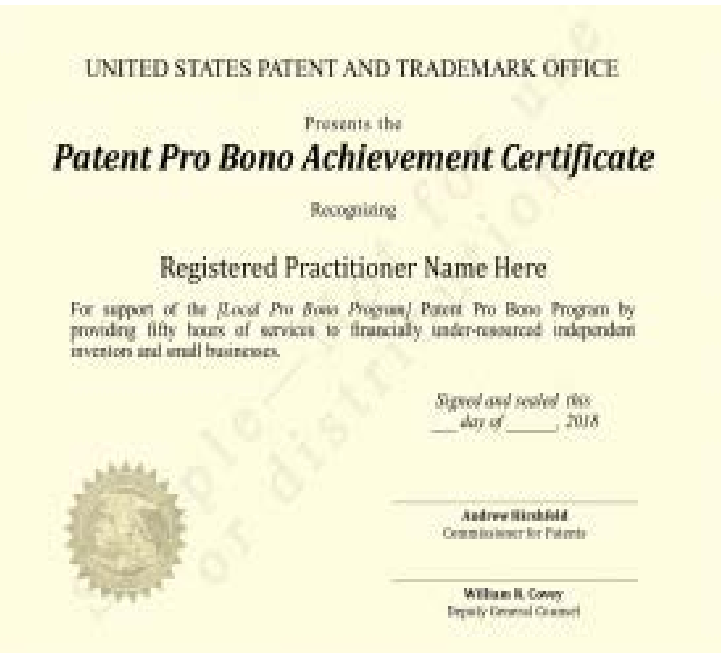 UNITED STATES PATENT AND TRADEMARK OFFICE
Presents the
Patent Pro Bono Achievement Certificate
Recognizing
Registered Practitioner Name Here
For support of the [Local Pro Bono Program] Patent Pro Bono Program by
providing fifty hours of services to financially under-resourced independent
inventors and small businesses.
Signed and sealed this
___ day of ______, 2018
Andrew Hirshfeld
Commissioner for Patents
William R. Covey
Deputy General Counsel